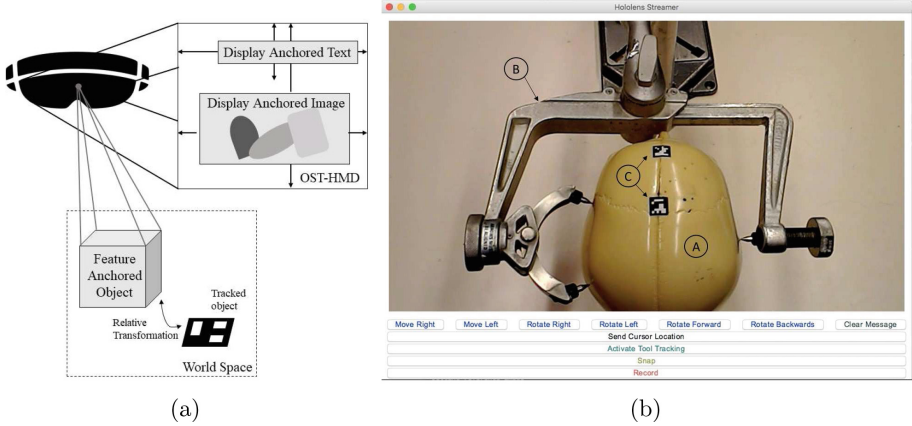 Display Anchored Text
Display Anchored Image
OST-HMD
Feature
Anchored
Object
Tracked
object
Relative
Transformation
World Space
(a)
Hololens Streamer
B
C
A
Move Right
Move Left
Rotate Right
Rotate Left
Rotate Forward
Rotate Backwards
Clear Message
Send Cursor Location
Activate Tool Tracking
Snap
Record
(b)